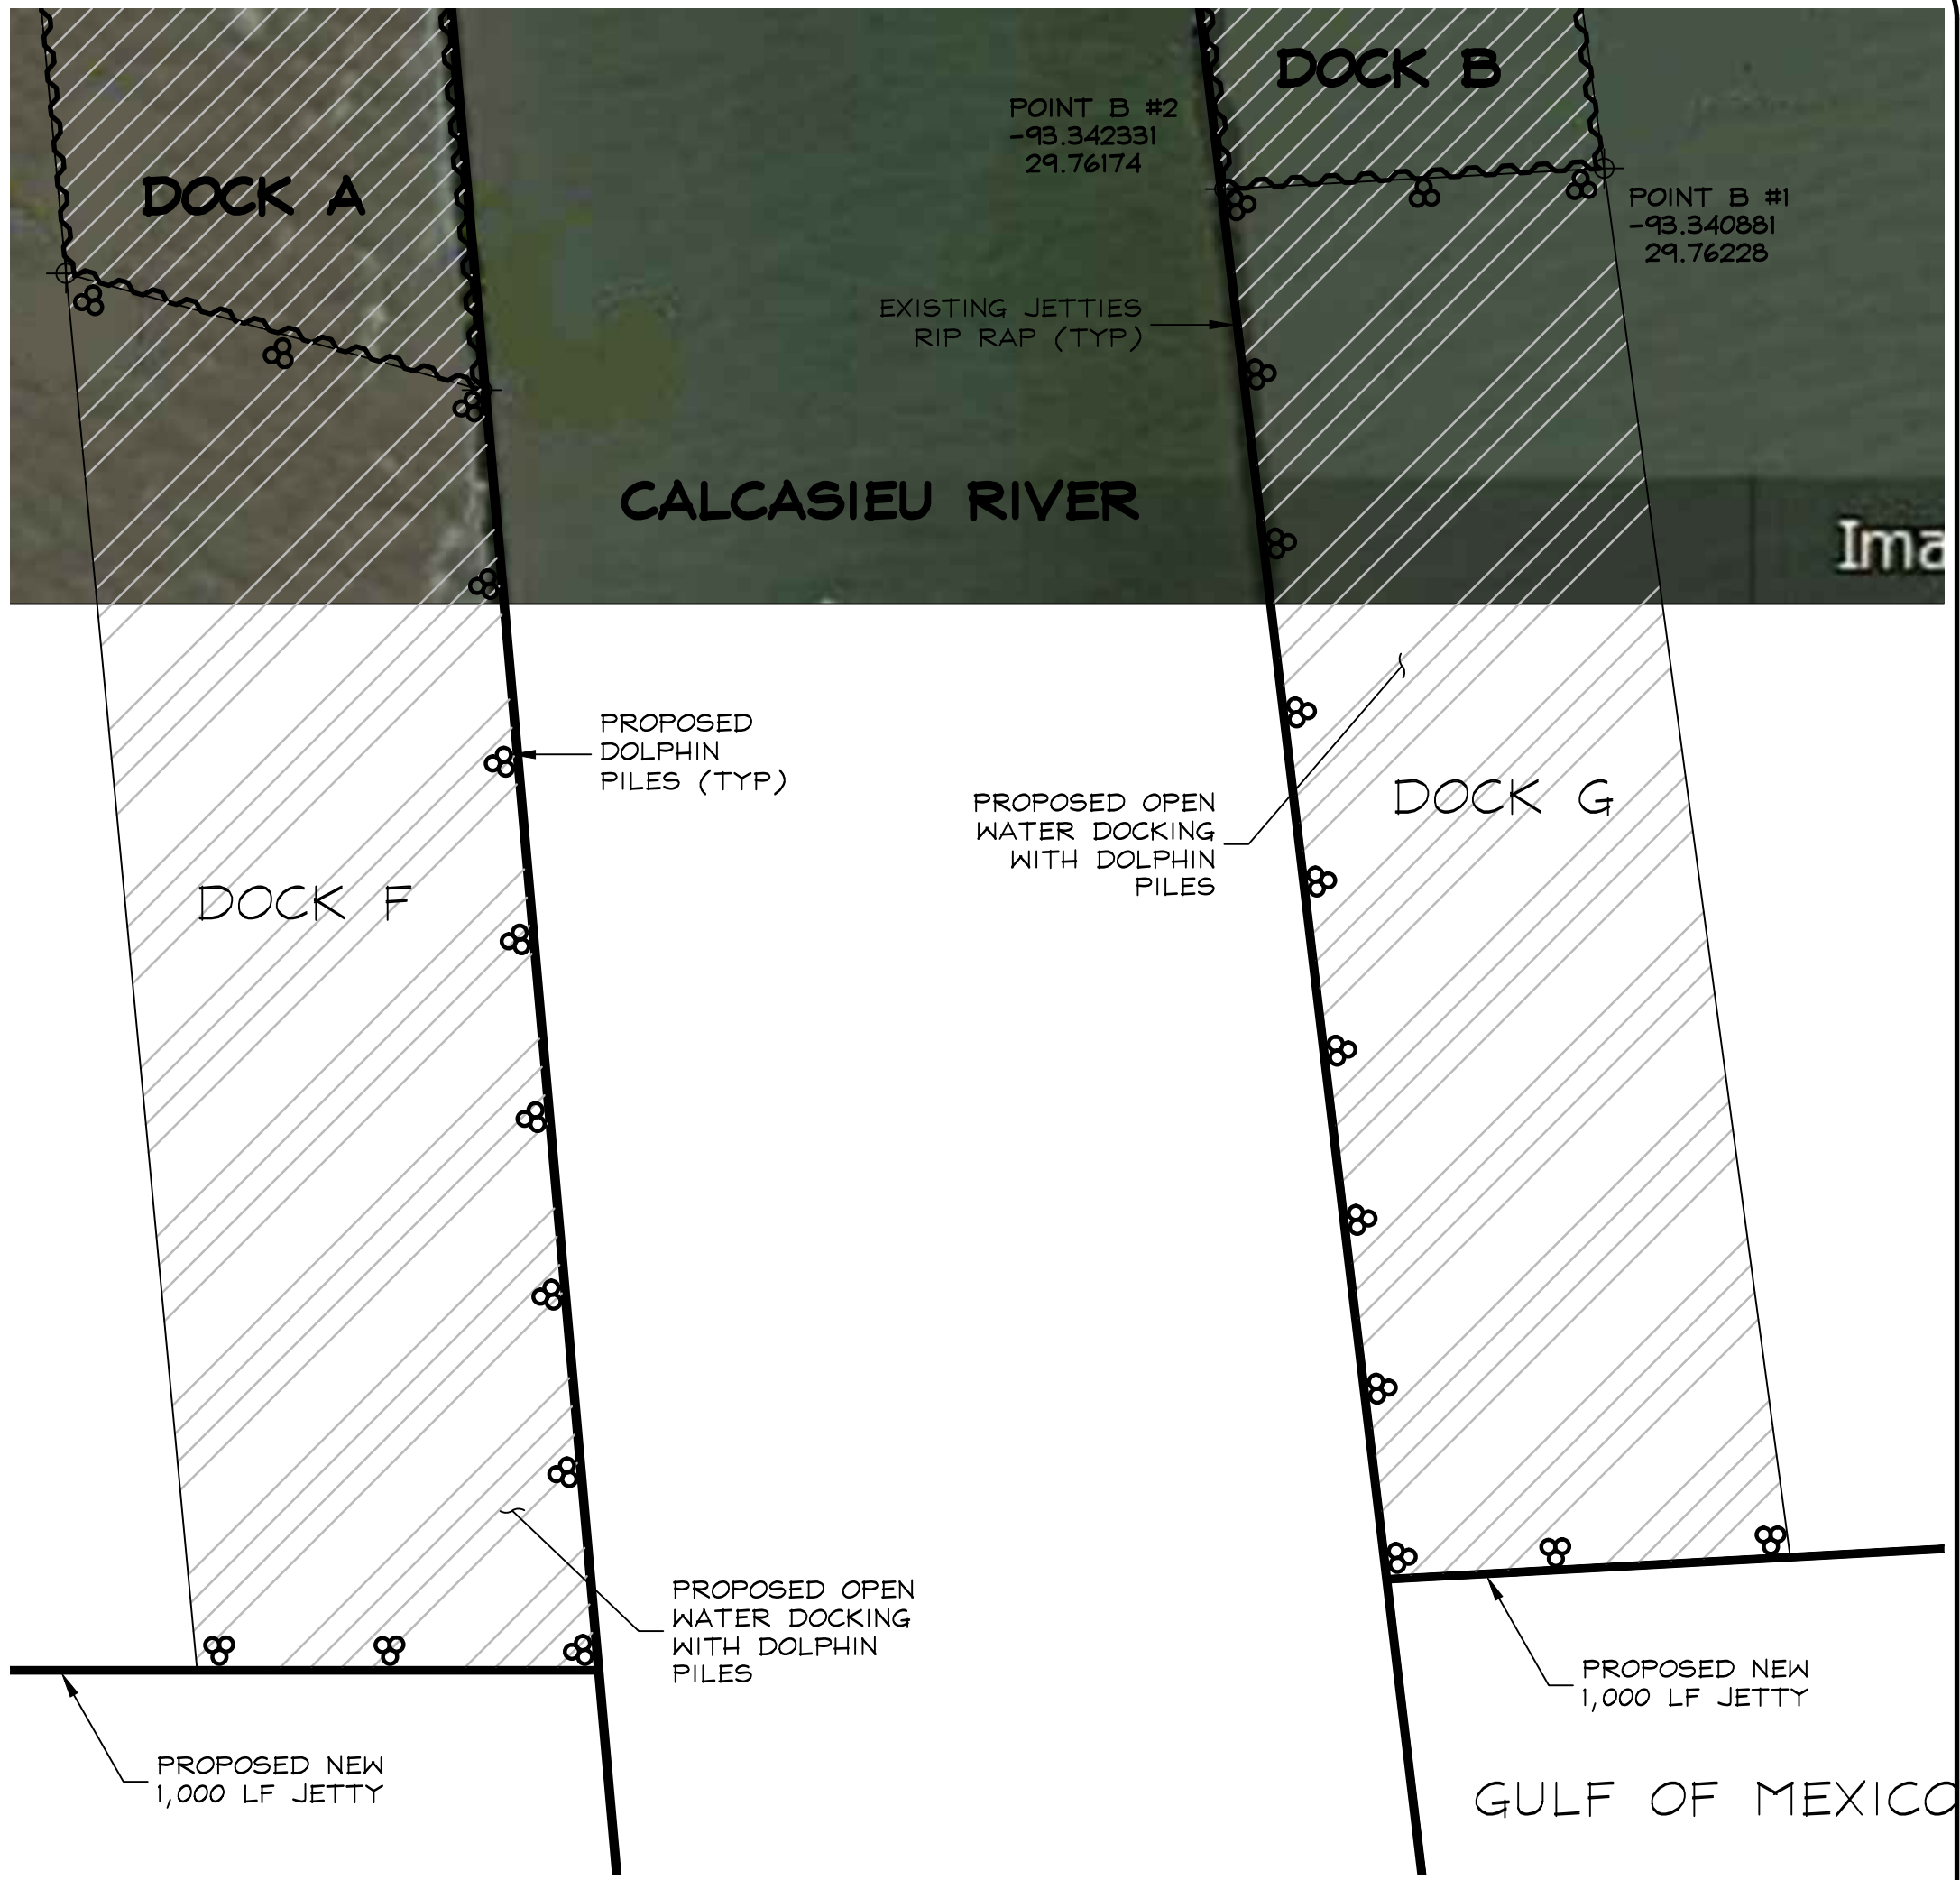 DOCK B
POINT B #2
-93.342331
29.76174
DOCK A
POINT B #1
-93.340881
29.76228
EXISTING JETTIES
RIP RAP (TYP)
CALCASIEU RIVER
Ima
PROPOSED
DOLPHIN
PILES (TYP)
PROPOSED OPEN
WATER DOCKING
WITH DOLPHIN
PILES
DOCK G
DOCK F
PROPOSED OPEN
WATER DOCKING
WITH DOLPHIN
PILES
PROPOSED NEW
1,000 LF JETTY
PROPOSED NEW
1,000 LF JETTY
GULF OF MEXICO